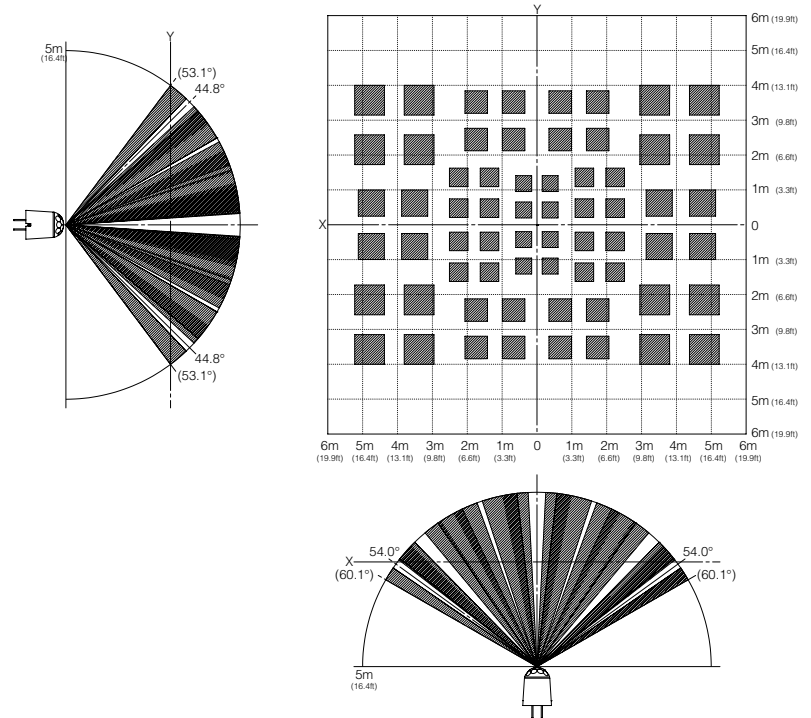 5m
(16.4ft)
Y
(53.1°)
44.8°
44.8°
(53.1°)
Y
6m (19.9ft)
5m (16.4ft)
4m (13.1ft)
3m (9.8ft)
2m (6.6ft)
1m (3.3ft)
X 0
1m (3.3ft)
2m (6.6ft)
3m (9.8ft)
4m (13.1ft)
5m (16.4ft)
6m (19.9ft)
6m 5m 4m 3m 2m 1m 0 1m 2m 3m 4m 5m 6m
(19.9ft) (16.4ft) (13.1ft) (9.8ft) (6.6ft) (3.3ft) (3.3ft) (6.6ft) (9.8ft) (13.1ft) (16.4ft) (19.9ft)
54.0° 54.0°
X
(60.1°) (60.1°)
5m
(16.4ft)